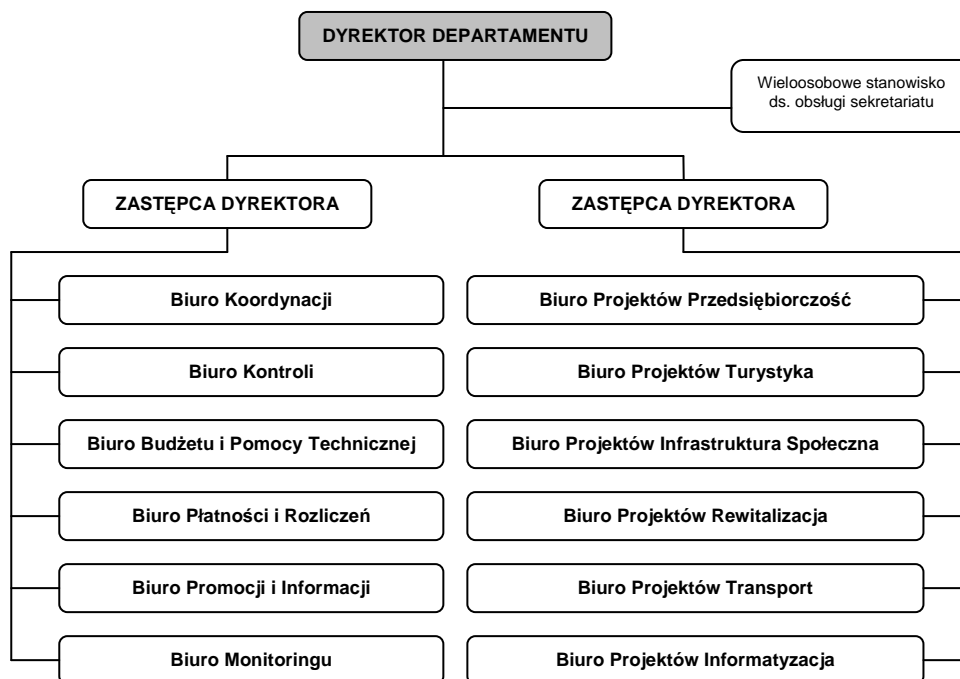 DYREKTOR DEPARTAMENTU
Wieloosobowe stanowisko
ds. obsługi sekretariatu
ZASTĘPCA DYREKTORA
ZASTĘPCA DYREKTORA
Biuro Koordynacji
Biuro Kontroli
Biuro Budżetu i Pomocy Technicznej
Biuro Płatności i Rozliczeń
Biuro Promocji i Informacji
Biuro Monitoringu
Biuro Projektów Przedsiębiorczość
Biuro Projektów Turystyka
Biuro Projektów Infrastruktura Społeczna
Biuro Projektów Rewitalizacja
Biuro Projektów Transport
Biuro Projektów Informatyzacja